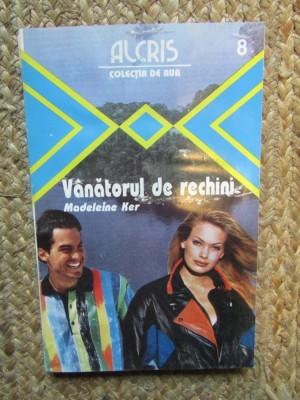 ALCRIS
COLECȚIA DE AUR
8
Vânătorul de rechini
Madeleine Ker